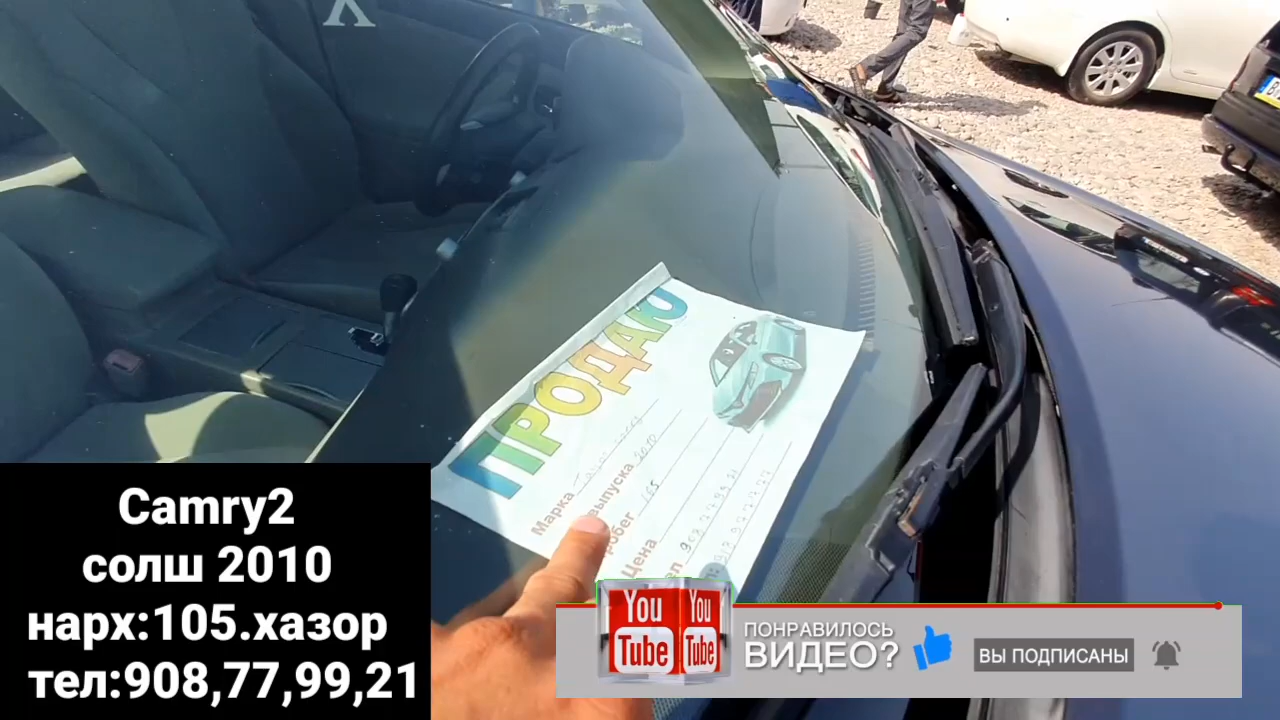 ПРОДАЮ
Марка
выпуска 2010
Цена
Camry2
солш 2010
нарх:105.хазор
тел:908,77,99,21
You You
Tube Tube
ПОНРАВИЛОСЬ
ВИДЕО?
ВЫ ПОДПИСАНЫ